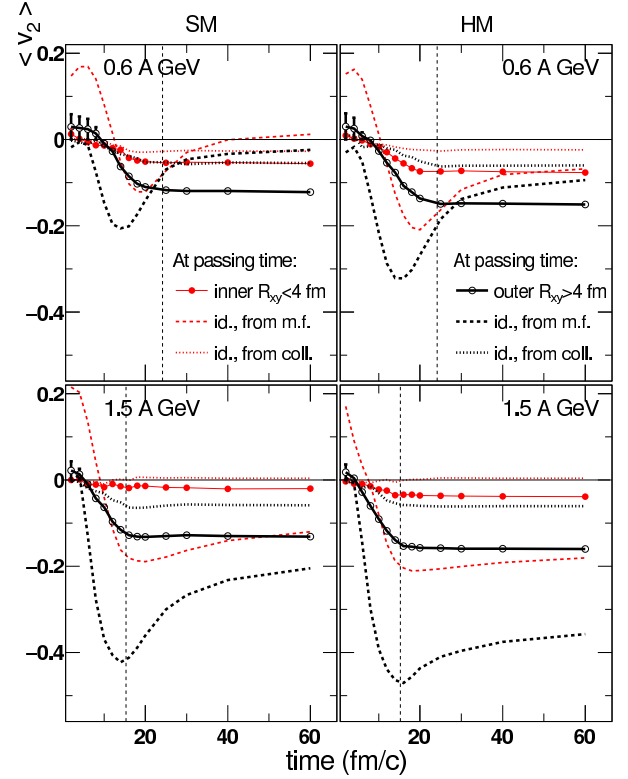 SM HM
< v2 >
0.6 A GeV 0.6 A GeV
0.2
0
−0.2
−0.4
At passing time:
inner Rxy<4 fm
id., from m.f.
id., from coll.
At passing time:
outer Rxy>4 fm
id., from m.f.
id., from coll.
1.5 A GeV 1.5 A GeV
0.2
0
−0.2
−0.4
20 40 60 20 40 60
time (fm/c) time (fm/c)